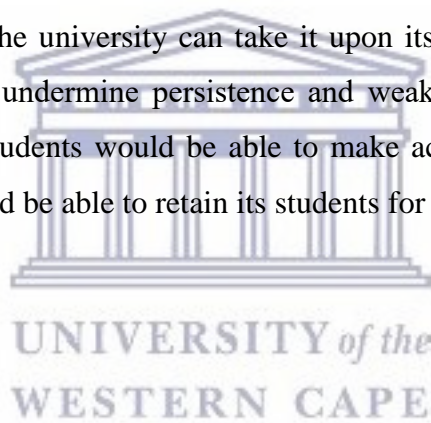 he university can take it upon its
undermine persistence and weak
udents would be able to make ac
d be able to retain its students for
UNIVERSITY of the
WESTERN CAPE